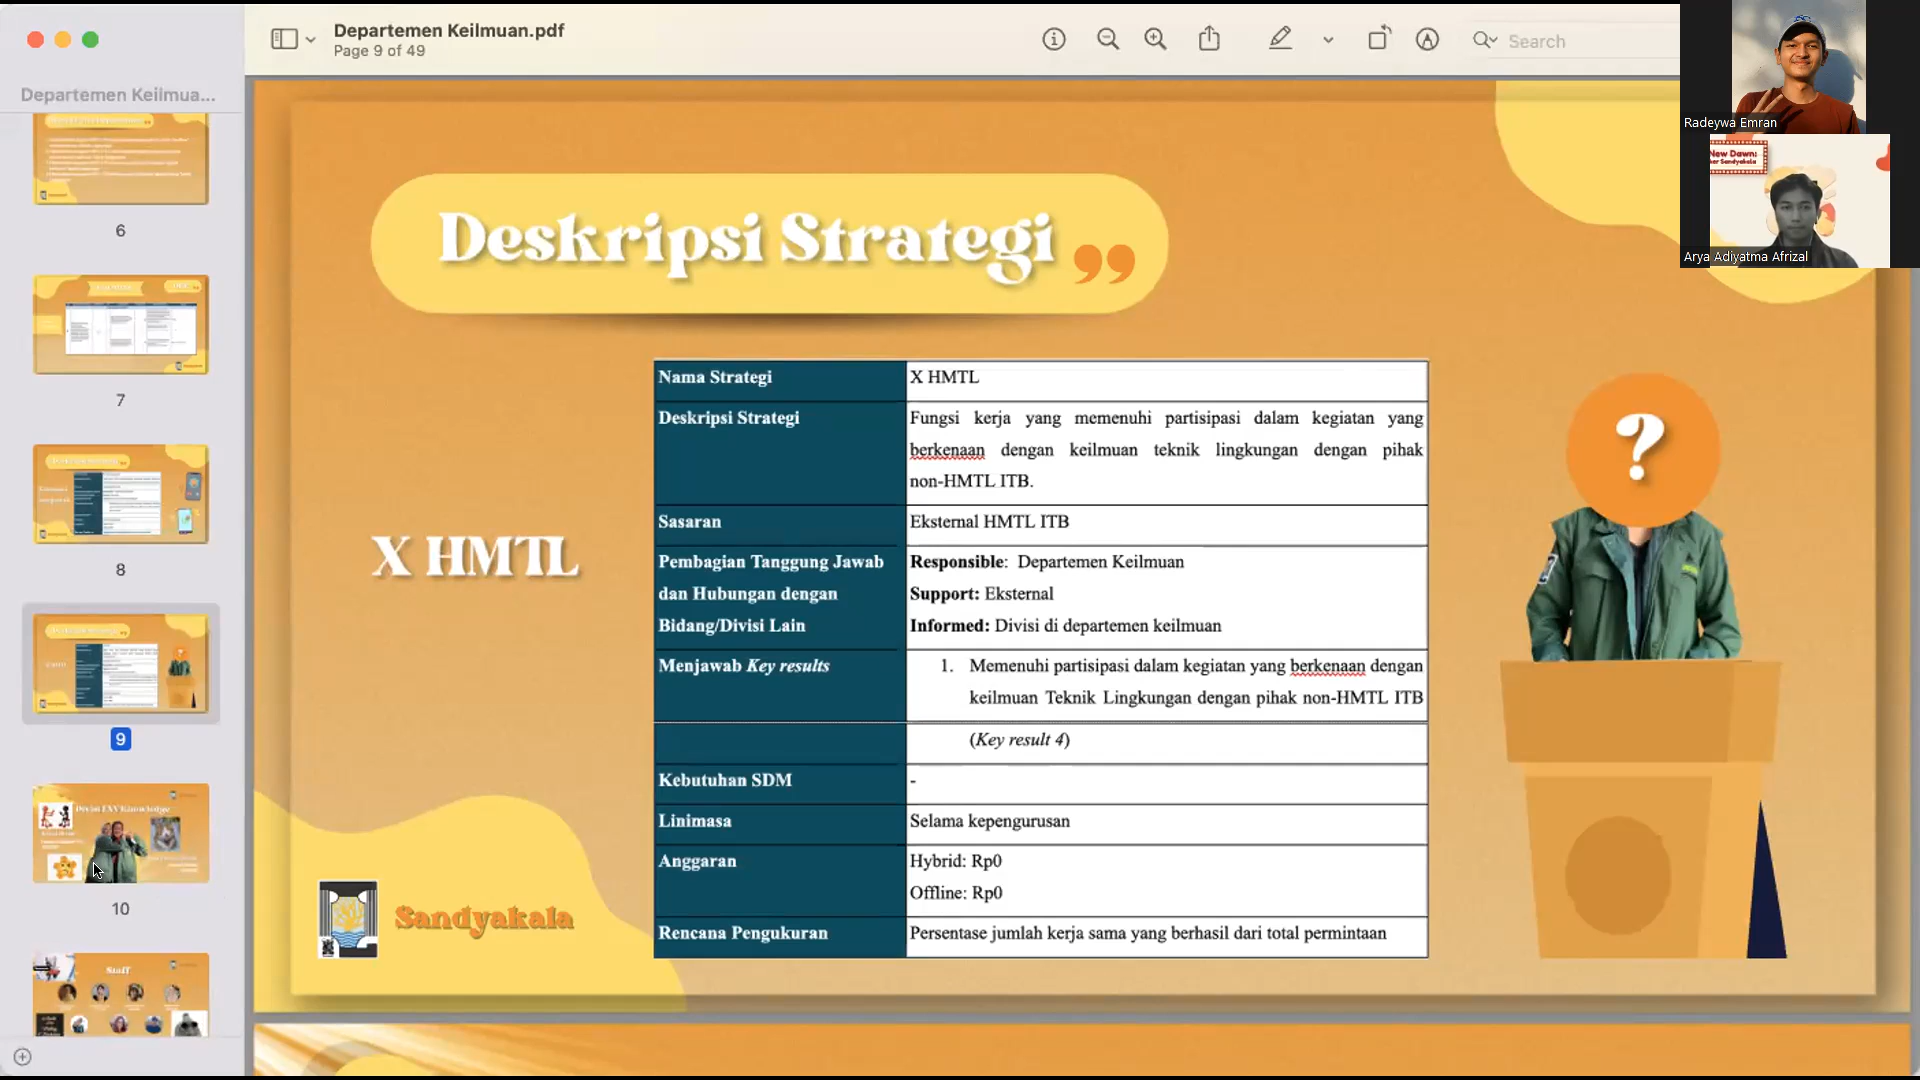 Departemen Keilmuan.pdf
Page 9 of 49
Search
Departemen Keilmua...
6
7
8
9
10
Staff
Deskripsi Strategi ”
X HMTL
Nama Strategi
X HMTL
Deskripsi Strategi
Fungsi kerja yang memenuhi partisipasi dalam kegiatan yang
berkenaan dengan keilmuan teknik lingkungan dengan pihak
non-HMTL ITB.
Sasaran
Eksternal HMTL ITB
Pembagian Tanggung Jawab
dan Hubungan dengan
Bidang/Divisi Lain
Responsible: Departemen Keilmuan
Support: Eksternal
Informed: Divisi di departemen keilmuan
Menjawab Key results
1. Memenuhi partisipasi dalam kegiatan yang berkenaan dengan
keilmuan Teknik Lingkungan dengan pihak non-HMTL ITB
(Key result 4)
Kebutuhan SDM
-
Linimasa
Selama kepengurusan
Anggaran
Hybrid: Rp0
Offline: Rp0
Rencana Pengukuran
Persentase jumlah kerja sama yang berhasil dari total permintaan
?
Sandyakala
Radeywa Emran
New Dawn:
Sandyakala
Arya Adiyatma Afrizal